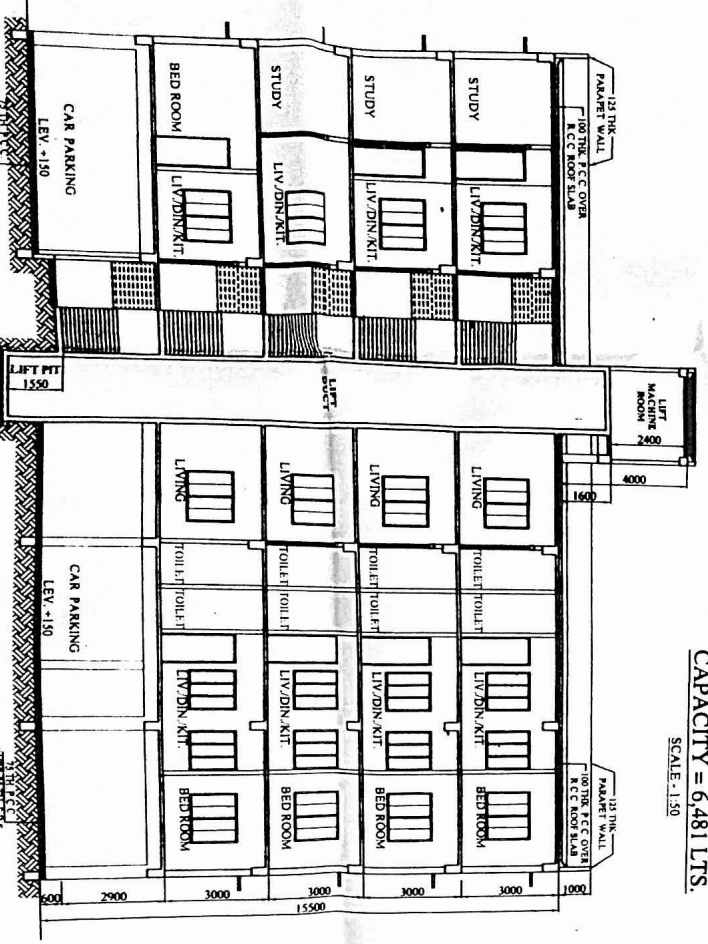 CAPACITY = 6,481 LTS.
SCALE - 1:50
125 THK
PARAPET WALL
100 THK P.C.C OVER
R.C.C ROOF SLAB
LIFT
MACHINE
ROOM
2400
4000
1600
125 THK
PARAPET WALL
100 THK P.C.C OVER
R.C.C ROOF SLAB
1000
STUDY
LIV./DIN./KIT.
LIVING
TOILET
TOILET
LIV./DIN./KIT.
BED ROOM
3000
STUDY
LIV./DIN./KIT.
LIVING
TOILET
TOILET
LIV./DIN./KIT.
BED ROOM
3000
STUDY
LIV./DIN./KIT.
LIFT
DUCT
LIVING
TOILET
TOILET
LIV./DIN./KIT.
BED ROOM
3000
BED ROOM
LIV./DIN./KIT.
LIVING
TOILET
TOILET
LIV./DIN./KIT.
BED ROOM
3000
15500
CAR PARKING
LEV. +150
CAR PARKING
LEV. +150
2900
600
LIFT PIT
1550
75 TH P.C.C
75 TH P.C.C